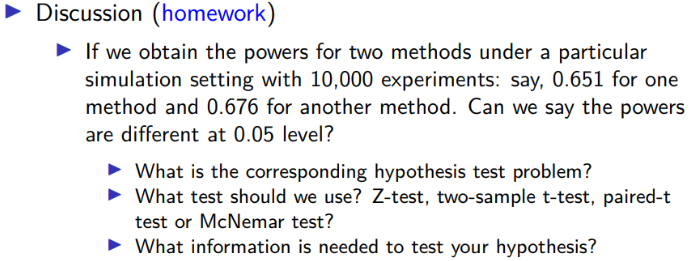 Discussion (homework)
If we obtain the powers for two methods under a particular
simulation setting with 10,000 experiments: say, 0.651 for one
method and 0.676 for another method. Can we say the powers
are different at 0.05 level?
What is the corresponding hypothesis test problem?
What test should we use? Z-test, two-sample t-test, paired-t
test or McNemar test?
What information is needed to test your hypothesis?